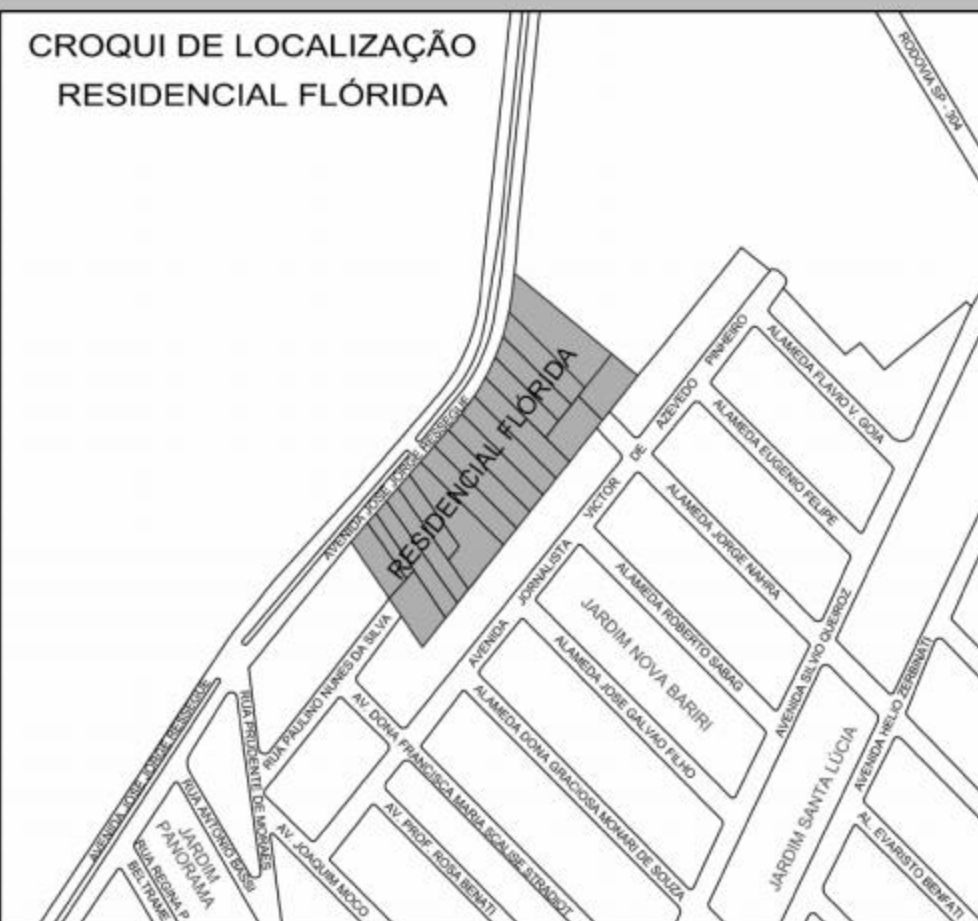 CROQUI DE LOCALIZAÇÃO
RESIDENCIAL FLÓRIDA
RODOVIA SP - 304
RESIDENCIAL FLÓRIDA
AVENIDA JOSE JORGE RESSEGUE
AVENIDA JORNALISTA VICTOR DE AZEVEDO PINHEIRO
ALAMEDA FLAVIO V. GOIA
ALAMEDA EUGENIO FELIPE
ALAMEDA JORGE NAHRA
ALAMEDA ROBERTO SABAG
JARDIM NOVA BARIRI
ALAMEDA JOSE GALVAO FILHO
ALAMEDA DONA GRACIOSA MONARI DE SOUZA
AVENIDA SILVIO QUEIROZ
AVENIDA HELIO ZERBINATI
JARDIM SANTA LÚCIA
AL. EVARISTO BENFATI
RUA PAULINO NUNES DA SILVA
AV. DONA FRANCISCA MARIA SCALISE STRADIOT
AV. PROF. ROSA BENATI
AV. JOAQUIM MOCO
RUA PRUDENTE DE MORAES
AVENIDA JOSE JORGE RESSEGUE
RUA ANTONIO BASSI
JARDIM
PANORAMA
RUA REGINA P.
BELTRAME